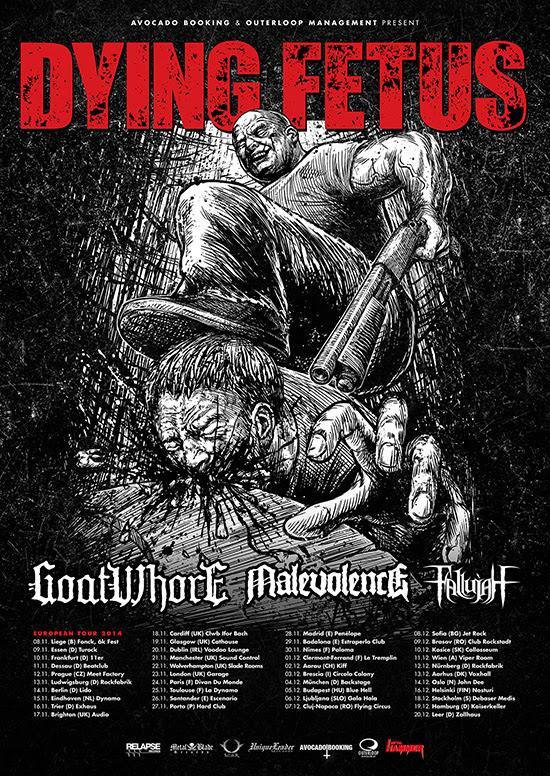 AVOCADO BOOKING & OUTERLOOP MANAGEMENT PRESENT
DYING FETUS
GoatWhorE
Malevolence
FALLUJAH
EUROPEAN TOUR 2014
08.11. Liege (B) Fonck, 6k Fest
09.11. Essen (D) Turock
10.11. Frankfurt (D) 11er
11.11. Dessau (D) Beatclub
12.11. Prague (CZ) Meet Factory
13.11. Ludwigsburg (D) Rockfabrik
14.11. Berlin (D) Lido
15.11. Eindhoven (NL) Dynamo
16.11. Trier (D) Exhaus
17.11. Brighton (UK) Audio
18.11. Cardiff (UK) Clwb Ifor Bach
19.11. Glasgow (UK) Cathouse
20.11. Dublin (IRL) Voodoo Lounge
21.11. Manchester (UK) Sound Control
22.11. Wolverhampton (UK) Slade Rooms
23.11. London (UK) Garage
24.11. Paris (F) Divan Du Monde
25.11. Toulouse (F) Le Dynamo
26.11. Santander (E) Escenario
27.11. Porto (P) Hard Club
28.11. Madrid (E) Penélope
29.11. Badalona (E) Estraperlo Club
30.11. Nimes (F) Paloma
01.12. Clermont-Ferrand (F) Le Tremplin
02.12. Aarau (CH) Kiff
03.12. Brescia (I) Circolo Colony
04.12. München (D) Backstage
05.12. Budapest (HU) Blue Hell
06.12. Ljubljana (SLO) Gala Hala
07.12. Cluj-Napoca (RO) Flying Circus
08.12. Sofia (BG) Jet Rock
09.12. Brasov (RO) Club Rockstadt
10.12. Kosice (SK) Collosseum
11.12. Wien (A) Viper Room
12.12. Nürnberg (D) Rockfabrik
13.12. Aarhus (DK) Voxhall
14.12. Oslo (N) John Dee
16.12. Helsinki (FIN) Nosturi
18.12. Stockholm (S) Debaser Medis
19.12. Hamburg (D) Kaiserkeller
20.12. Leer (D) Zollhaus
RELAPSE
Metal Blade RECORDS
Unique Leader
AVOCADO BOOKING
OUTERLOOP